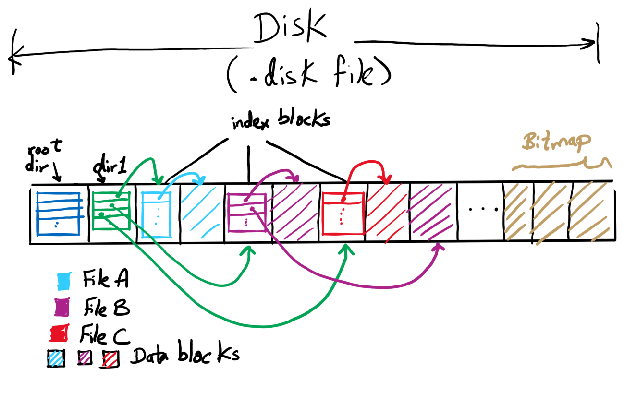 Disk
(.disk file)
index blocks
root
dir
dir1
Bitmap
...
File A
File B
File C
Data blocks